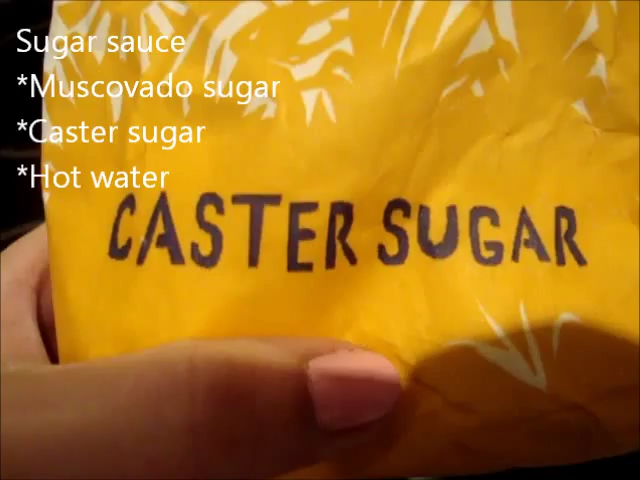 Sugar sauce
*Muscovado sugar
*Caster sugar
*Hot water
CASTER SUGAR